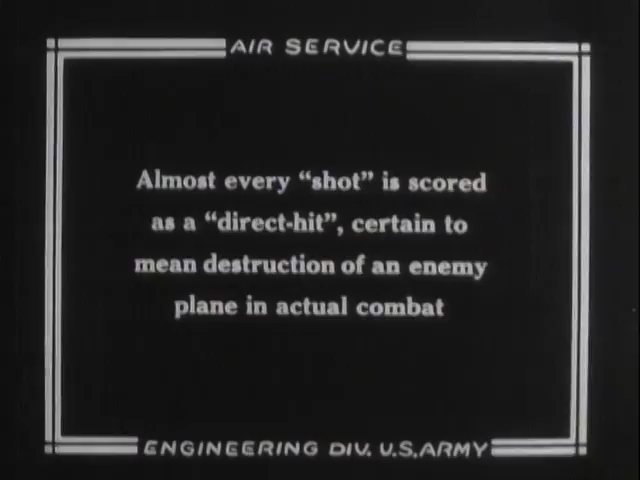 AIR SERVICE
Almost every “shot” is scored
as a “direct-hit”, certain to
mean destruction of an enemy
plane in actual combat
ENGINEERING DIV. U.S.ARMY